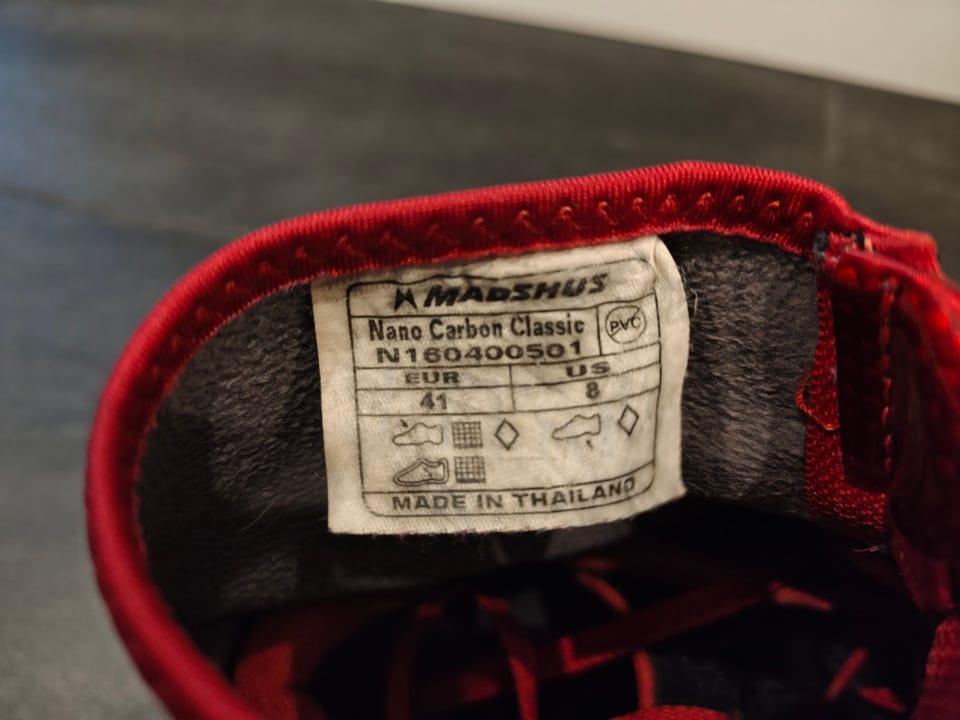 MADSHUS
Nano Carbon Classic PVC
N160400501
EUR US
41 8
MADE IN THAILAND